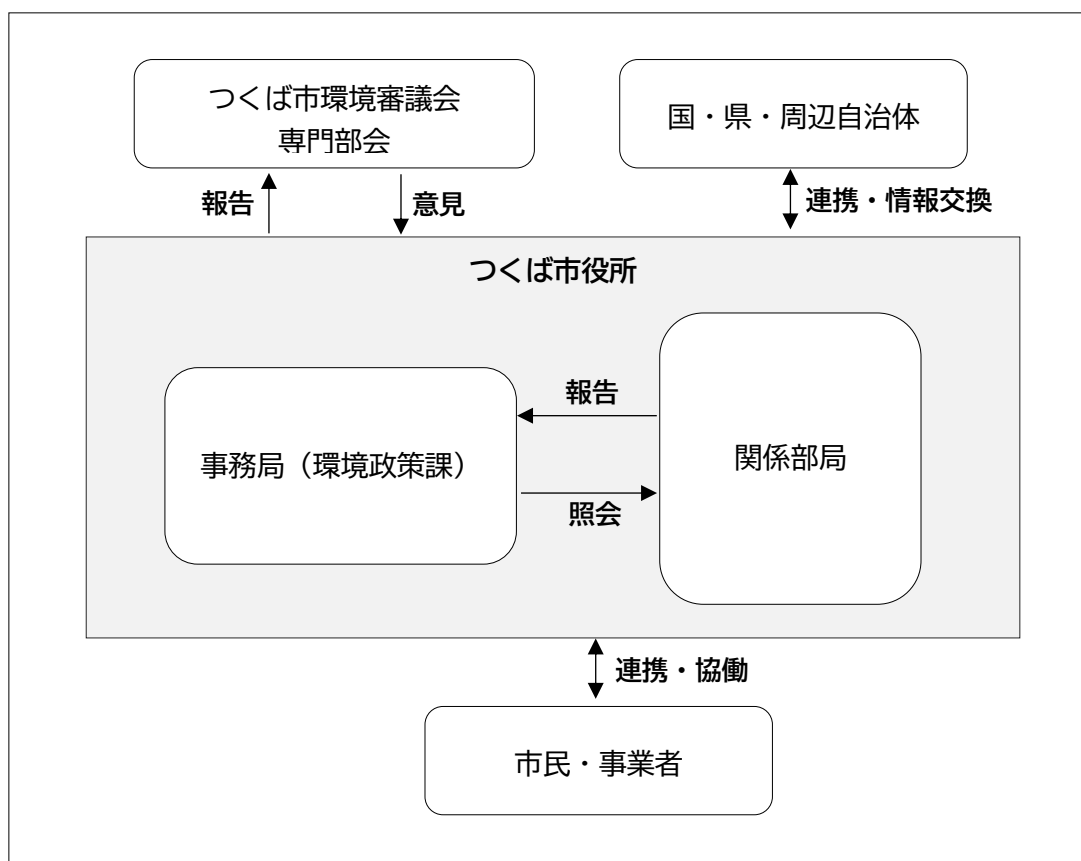 つくば市環境審議会
専門部会
国・県・周辺自治体
報告
意見
連携・情報交換
つくば市役所
報告
事務局（環境政策課）
関係部局
照会
連携・協働
市民・事業者